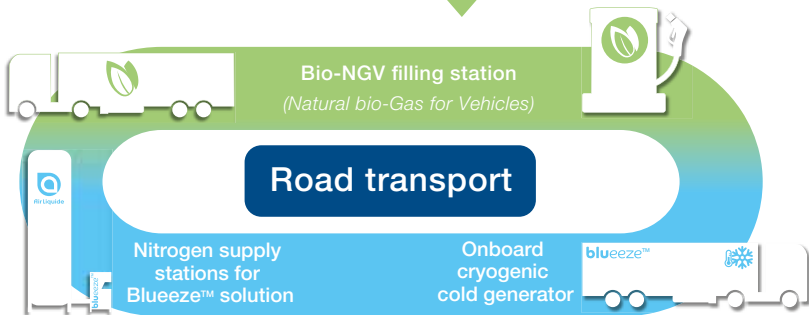 Bio-NGV filling station
(Natural bio-Gas for Vehicles)
Road transport
Air Liquide
Nitrogen supply
stations for
Blueeze™ solution
blueeze™
Onboard
cryogenic
cold generator
blueeze™